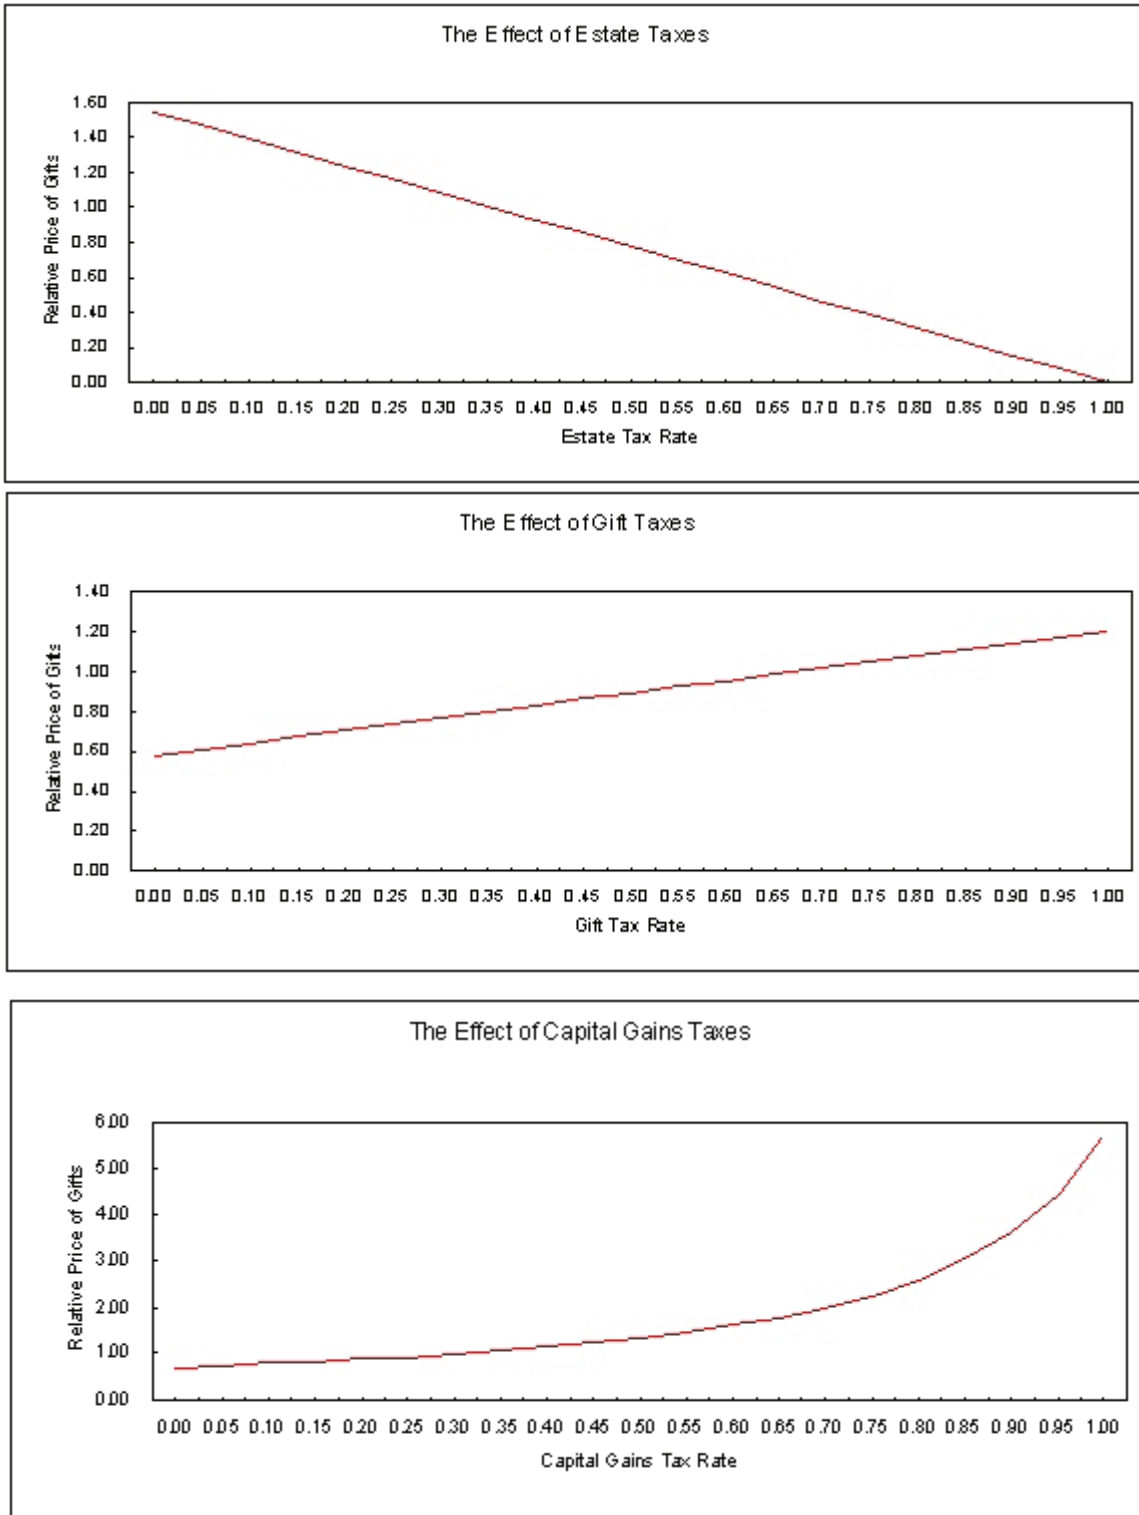 The Effect of Estate Taxes
Relative Price of Gifts
1.60
1.40
1.20
1.00
0.80
0.60
0.40
0.20
0.00
0.00 0.05 0.10 0.15 0.20 0.25 0.30 0.35 0.40 0.45 0.50 0.55 0.60 0.65 0.70 0.75 0.80 0.85 0.90 0.95 1.00
Estate Tax Rate
The Effect of Gift Taxes
Relative Price of Gifts
1.40
1.20
1.00
0.80
0.60
0.40
0.20
0.00
0.00 0.05 0.10 0.15 0.20 0.25 0.30 0.35 0.40 0.45 0.50 0.55 0.60 0.65 0.70 0.75 0.80 0.85 0.90 0.95 1.00
Gift Tax Rate
The Effect of Capital Gains Taxes
Relative Price of Gifts
6.00
5.00
4.00
3.00
2.00
1.00
0.00
0.00 0.05 0.10 0.15 0.20 0.25 0.30 0.35 0.40 0.45 0.50 0.55 0.60 0.65 0.70 0.75 0.80 0.85 0.90 0.95 1.00
Capital Gains Tax Rate